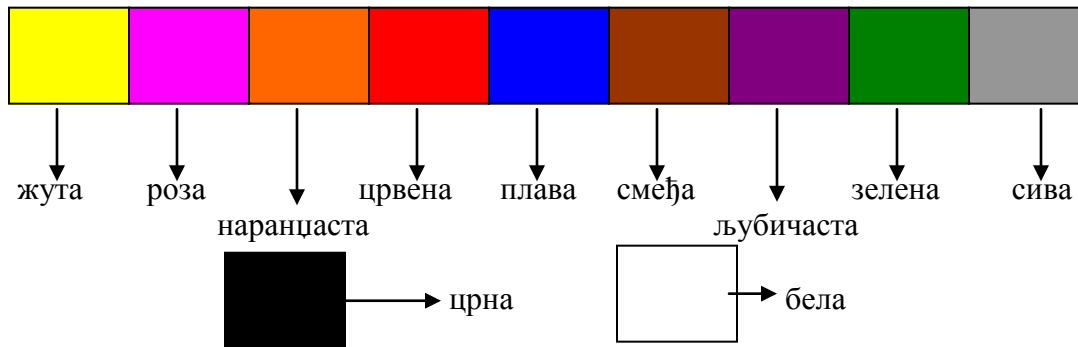 жута роза црвена плава смеђа зелена сива
наранџаста љубичаста
црна бела